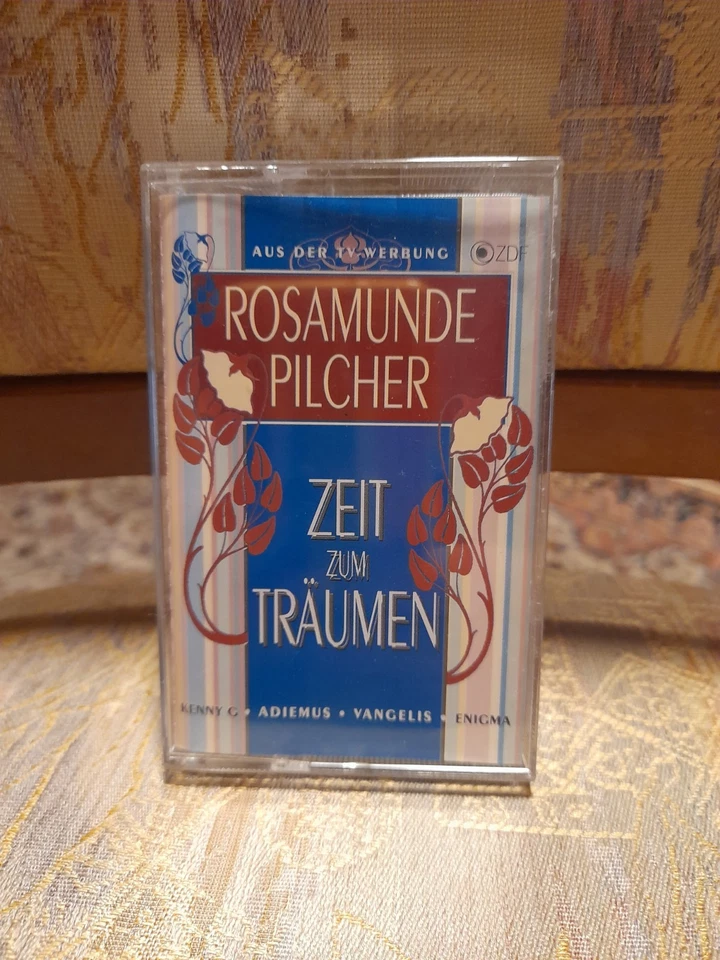 AUS DER TV-WERBUNG
ZDF
ROSAMUNDE
PILCHER
ZEIT
ZUM
TRÄUMEN
KENNY G • ADIEMUS • VANGELIS • ENIGMA